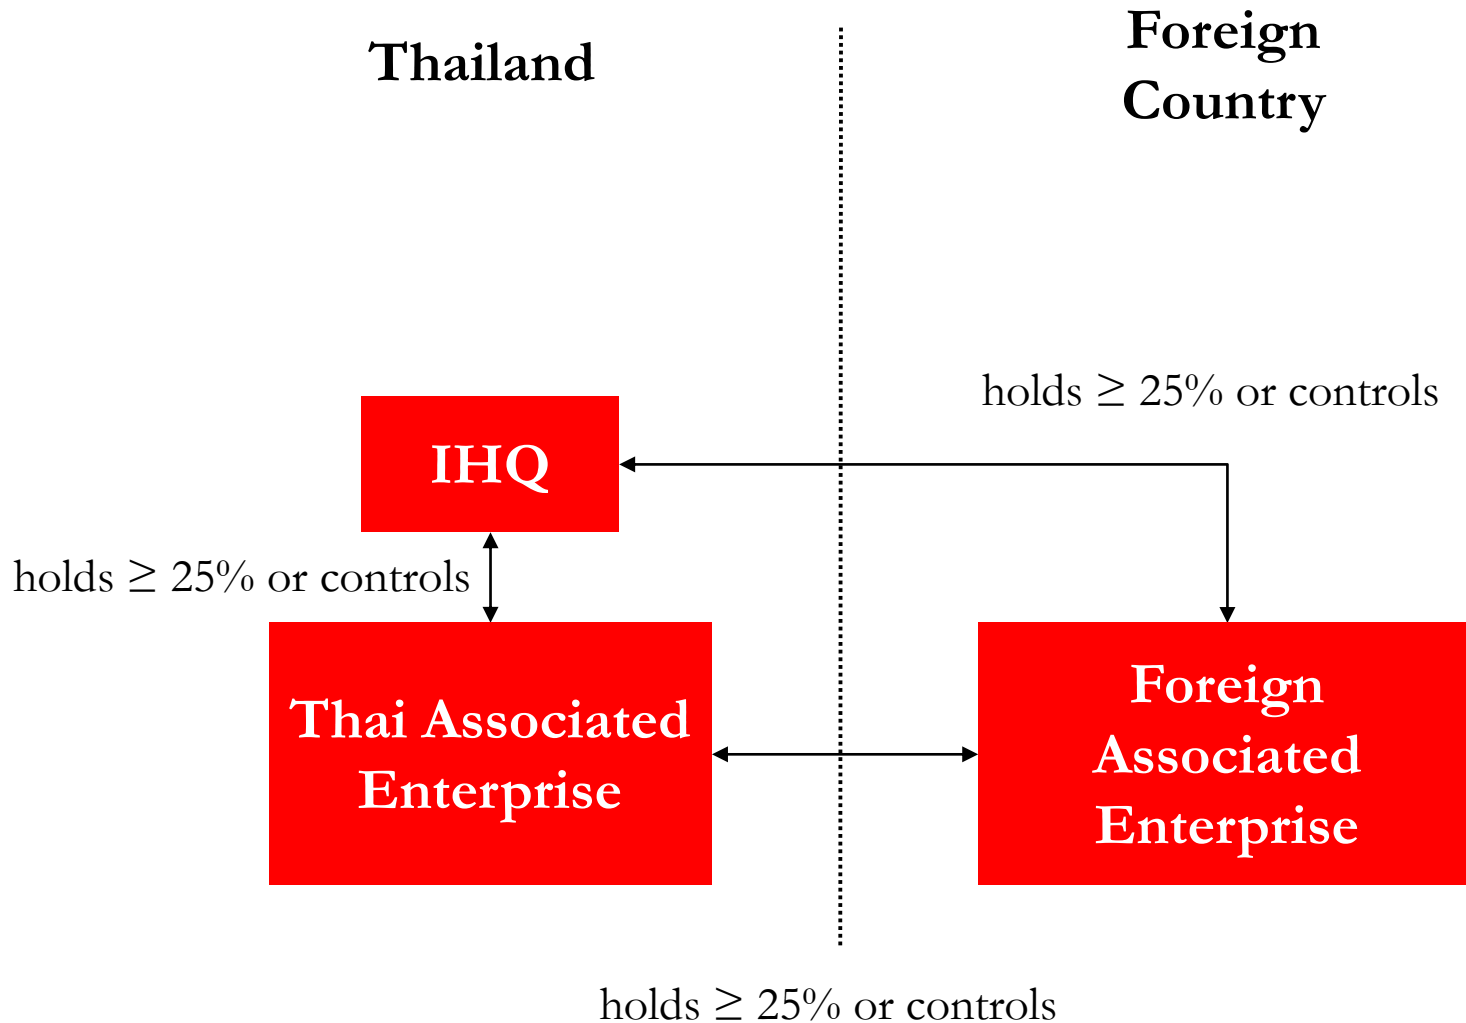 Thailand
Foreign
Country
holds ≥ 25% or controls
IHQ
holds ≥ 25% or controls
Thai Associated
Enterprise
Foreign
Associated
Enterprise
holds ≥ 25% or controls